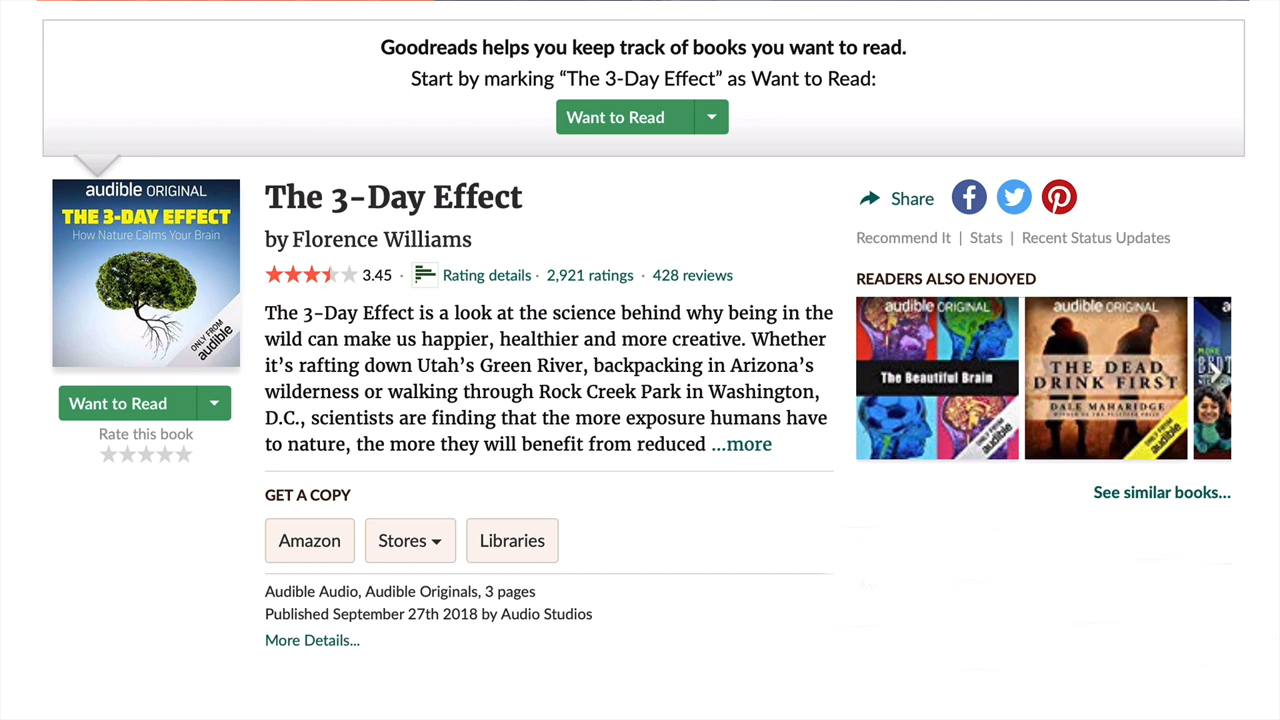 Goodreads helps you keep track of books you want to read.
Start by marking “The 3-Day Effect” as Want to Read:
Want to Read
audible ORIGINAL
THE 3-DAY EFFECT
How Nature Calms Your Brain
ONLY FROM
audible
Want to Read
Rate this book
The 3-Day Effect
by Florence Williams
3.45 · Rating details · 2,921 ratings · 428 reviews
The 3-Day Effect is a look at the science behind why being in the
wild can make us happier, healthier and more creative. Whether
it’s rafting down Utah’s Green River, backpacking in Arizona’s
wilderness or walking through Rock Creek Park in Washington,
D.C., scientists are finding that the more exposure humans have
to nature, the more they will benefit from reduced ...more
GET A COPY
Amazon
Stores
Libraries
Audible Audio, Audible Originals, 3 pages
Published September 27th 2018 by Audio Studios
More Details...
Share
Recommend It | Stats | Recent Status Updates
READERS ALSO ENJOYED
audible ORIGINAL
The Beautiful Brain
ONLY FROM
audible
audible ORIGINAL
THE DEAD
DRINK FIRST
DALE MAHARIDGE
ONLY FROM
audible
See similar books...